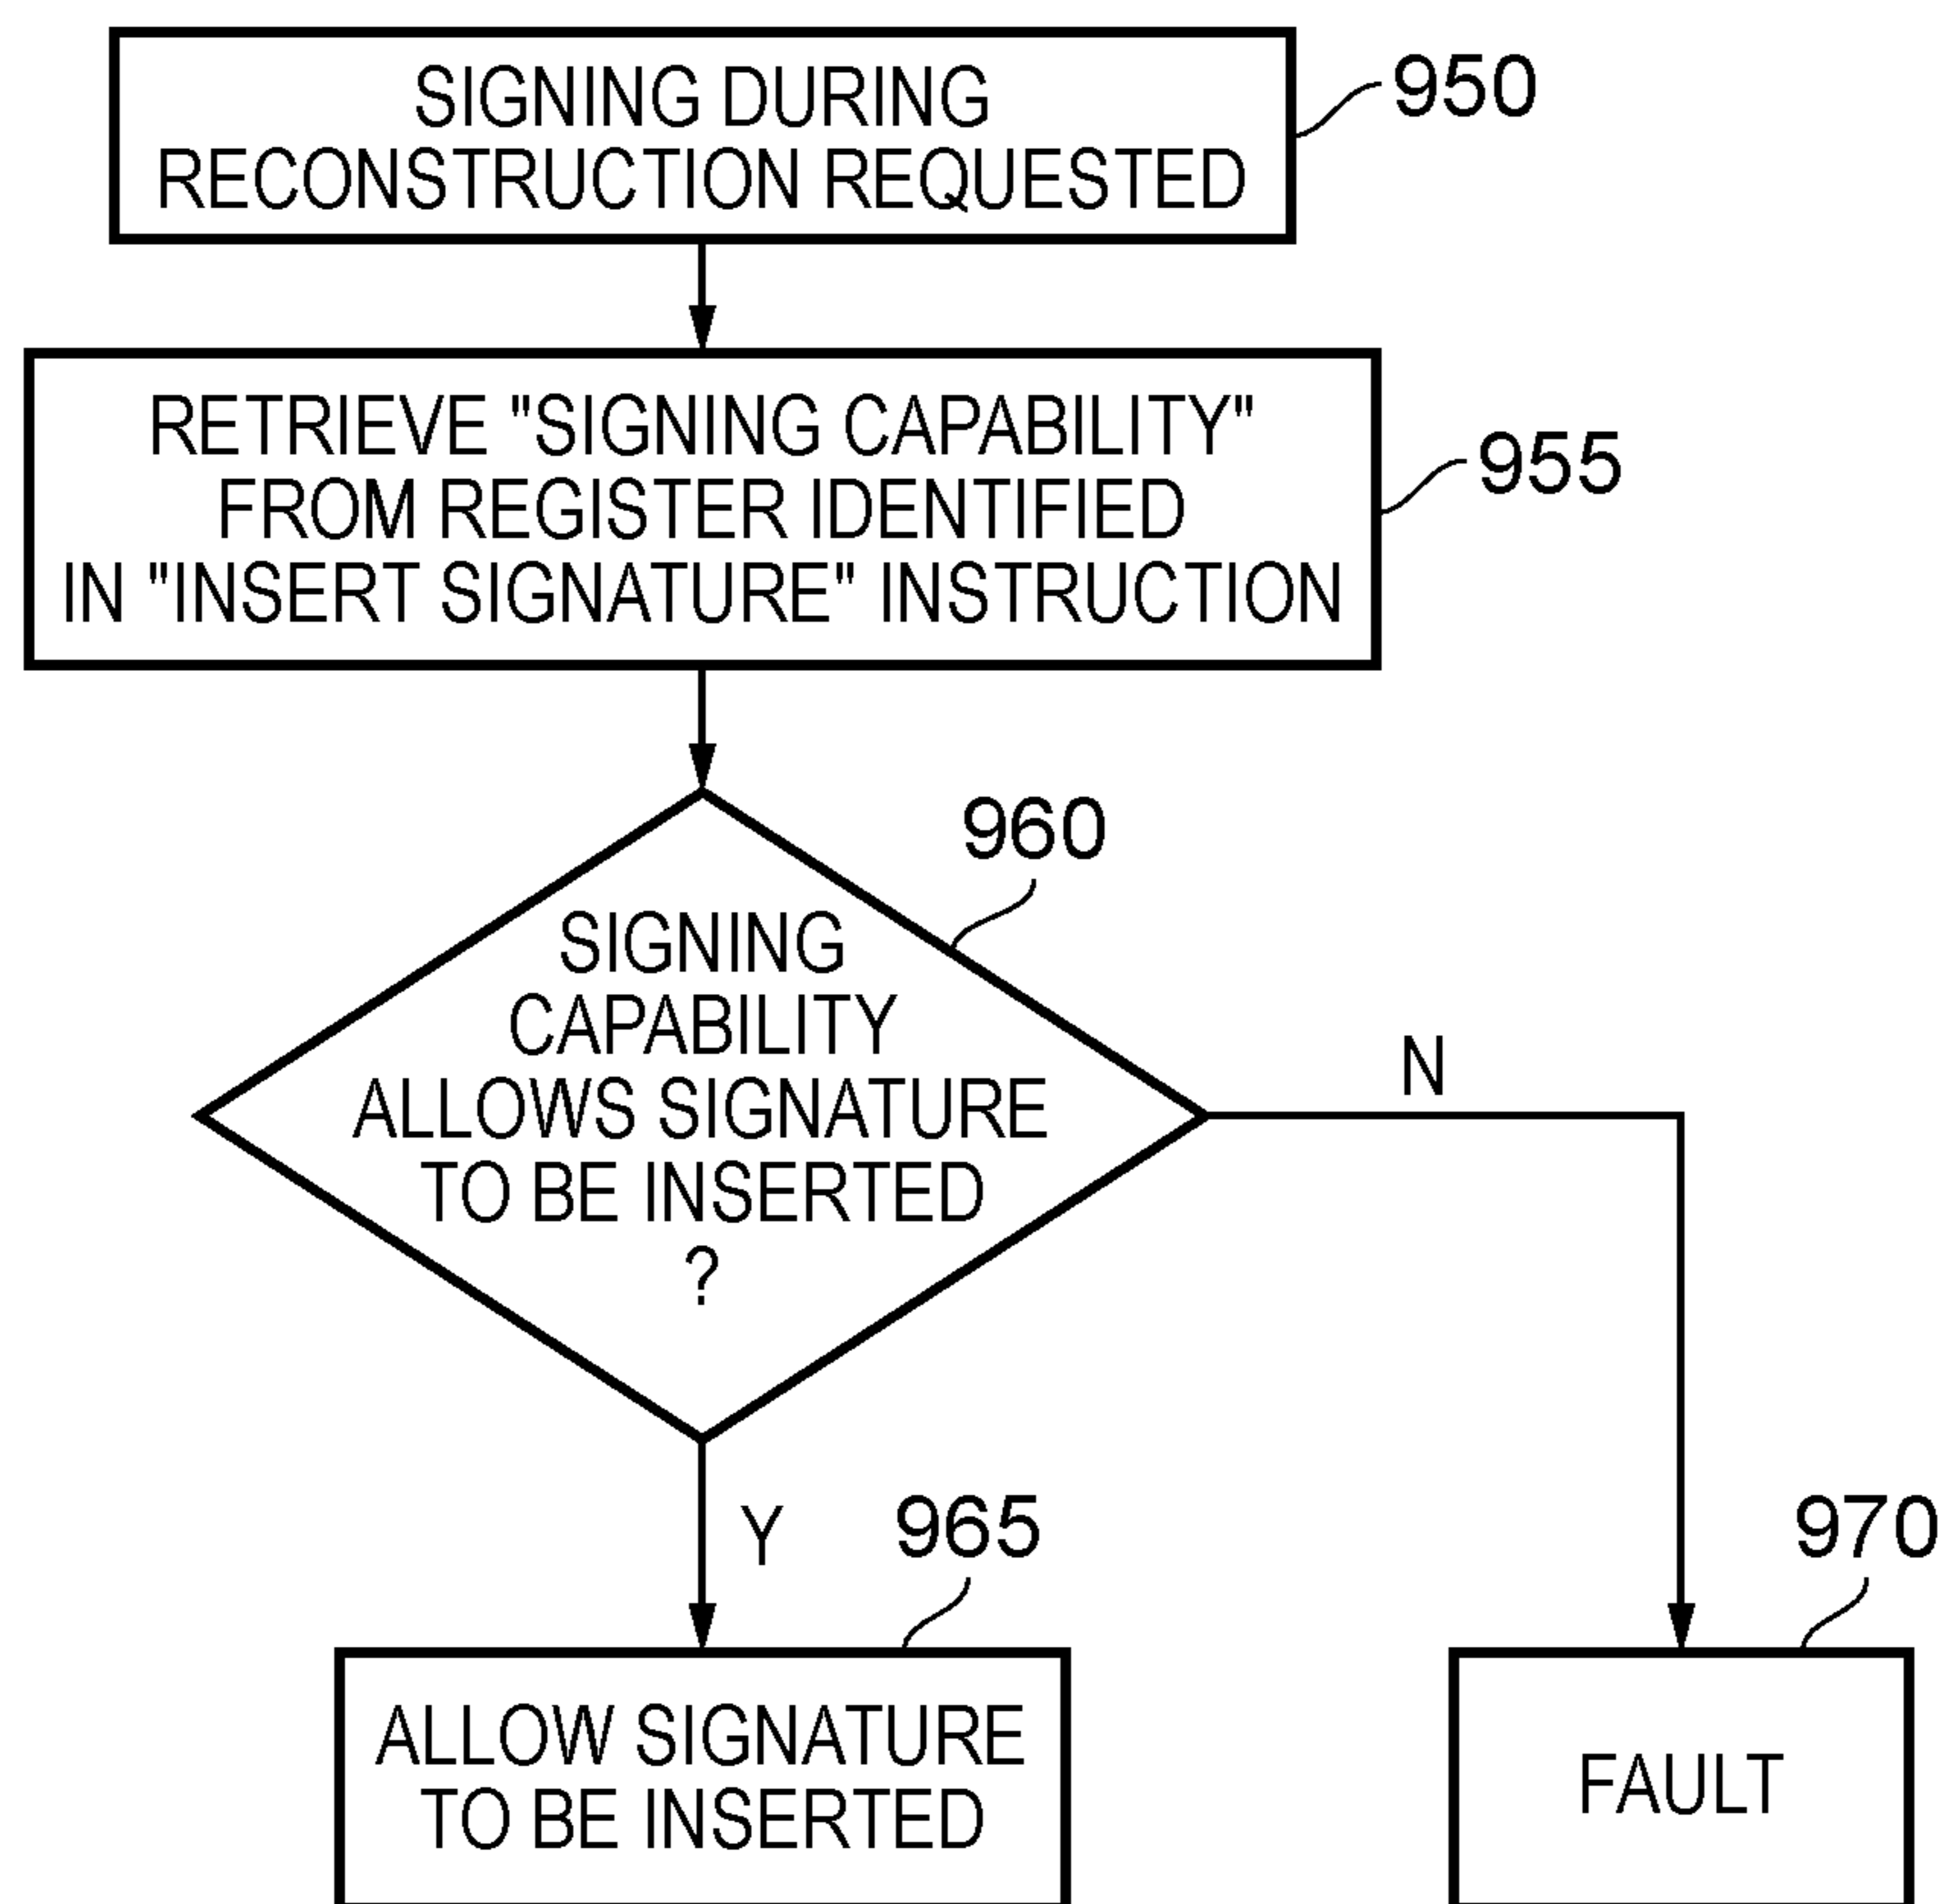 SIGNING DURING
RECONSTRUCTION REQUESTED
950
RETRIEVE "SIGNING CAPABILITY"
FROM REGISTER IDENTIFIED
IN "INSERT SIGNATURE" INSTRUCTION
955
960
SIGNING
CAPABILITY
ALLOWS SIGNATURE
TO BE INSERTED
?
N
Y
965
970
ALLOW SIGNATURE
TO BE INSERTED
FAULT